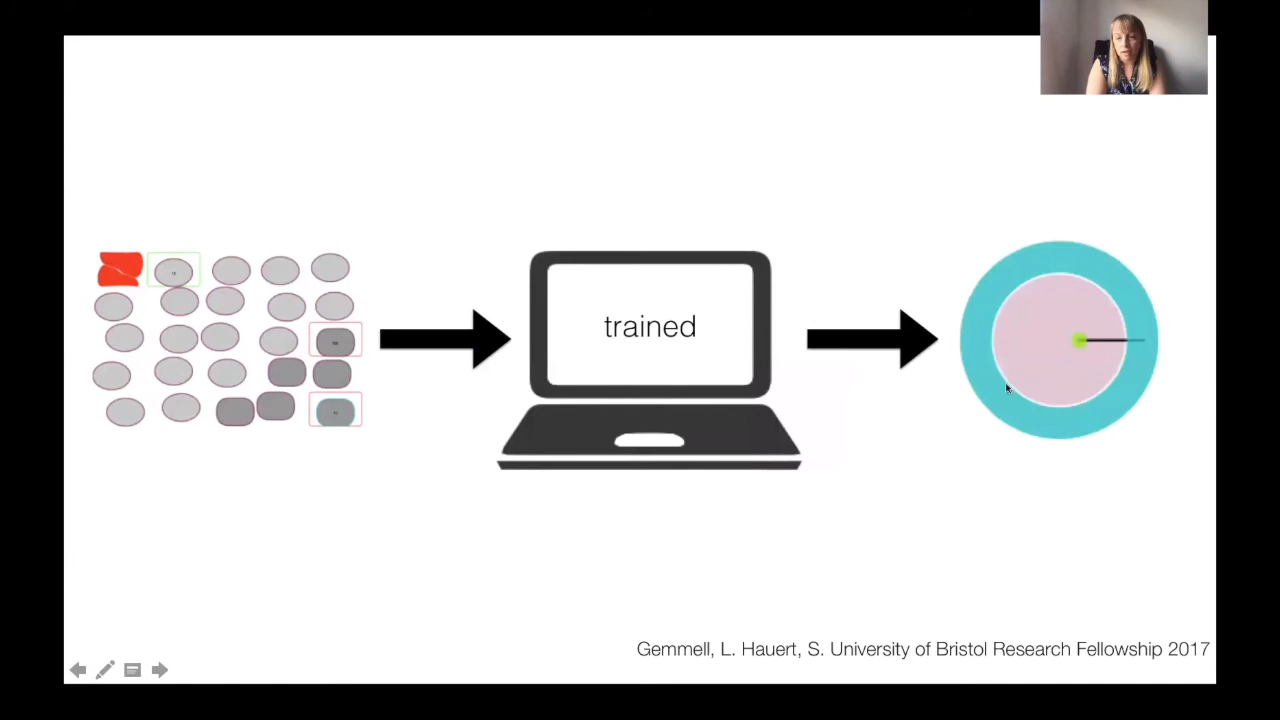 trained
Gemmell, L. Hauert, S. University of Bristol Research Fellowship 2017